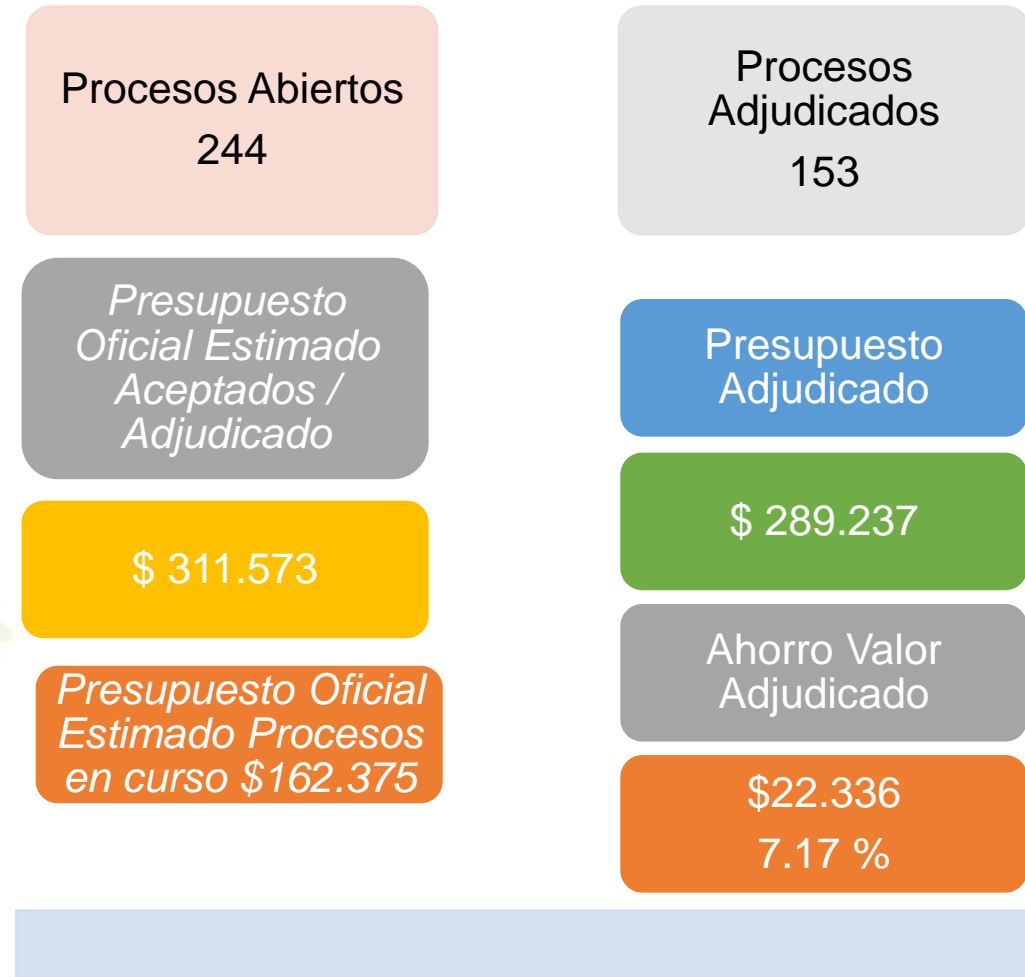 Procesos Abiertos
244
Presupuesto
Oficial Estimado
Aceptados /
Adjudicado
$ 311.573
Presupuesto Oficial
Estimado Procesos
en curso $162.375
Procesos
Adjudicados
153
Presupuesto
Adjudicado
$ 289.237
Ahorro Valor
Adjudicado
$22.336
7.17 %